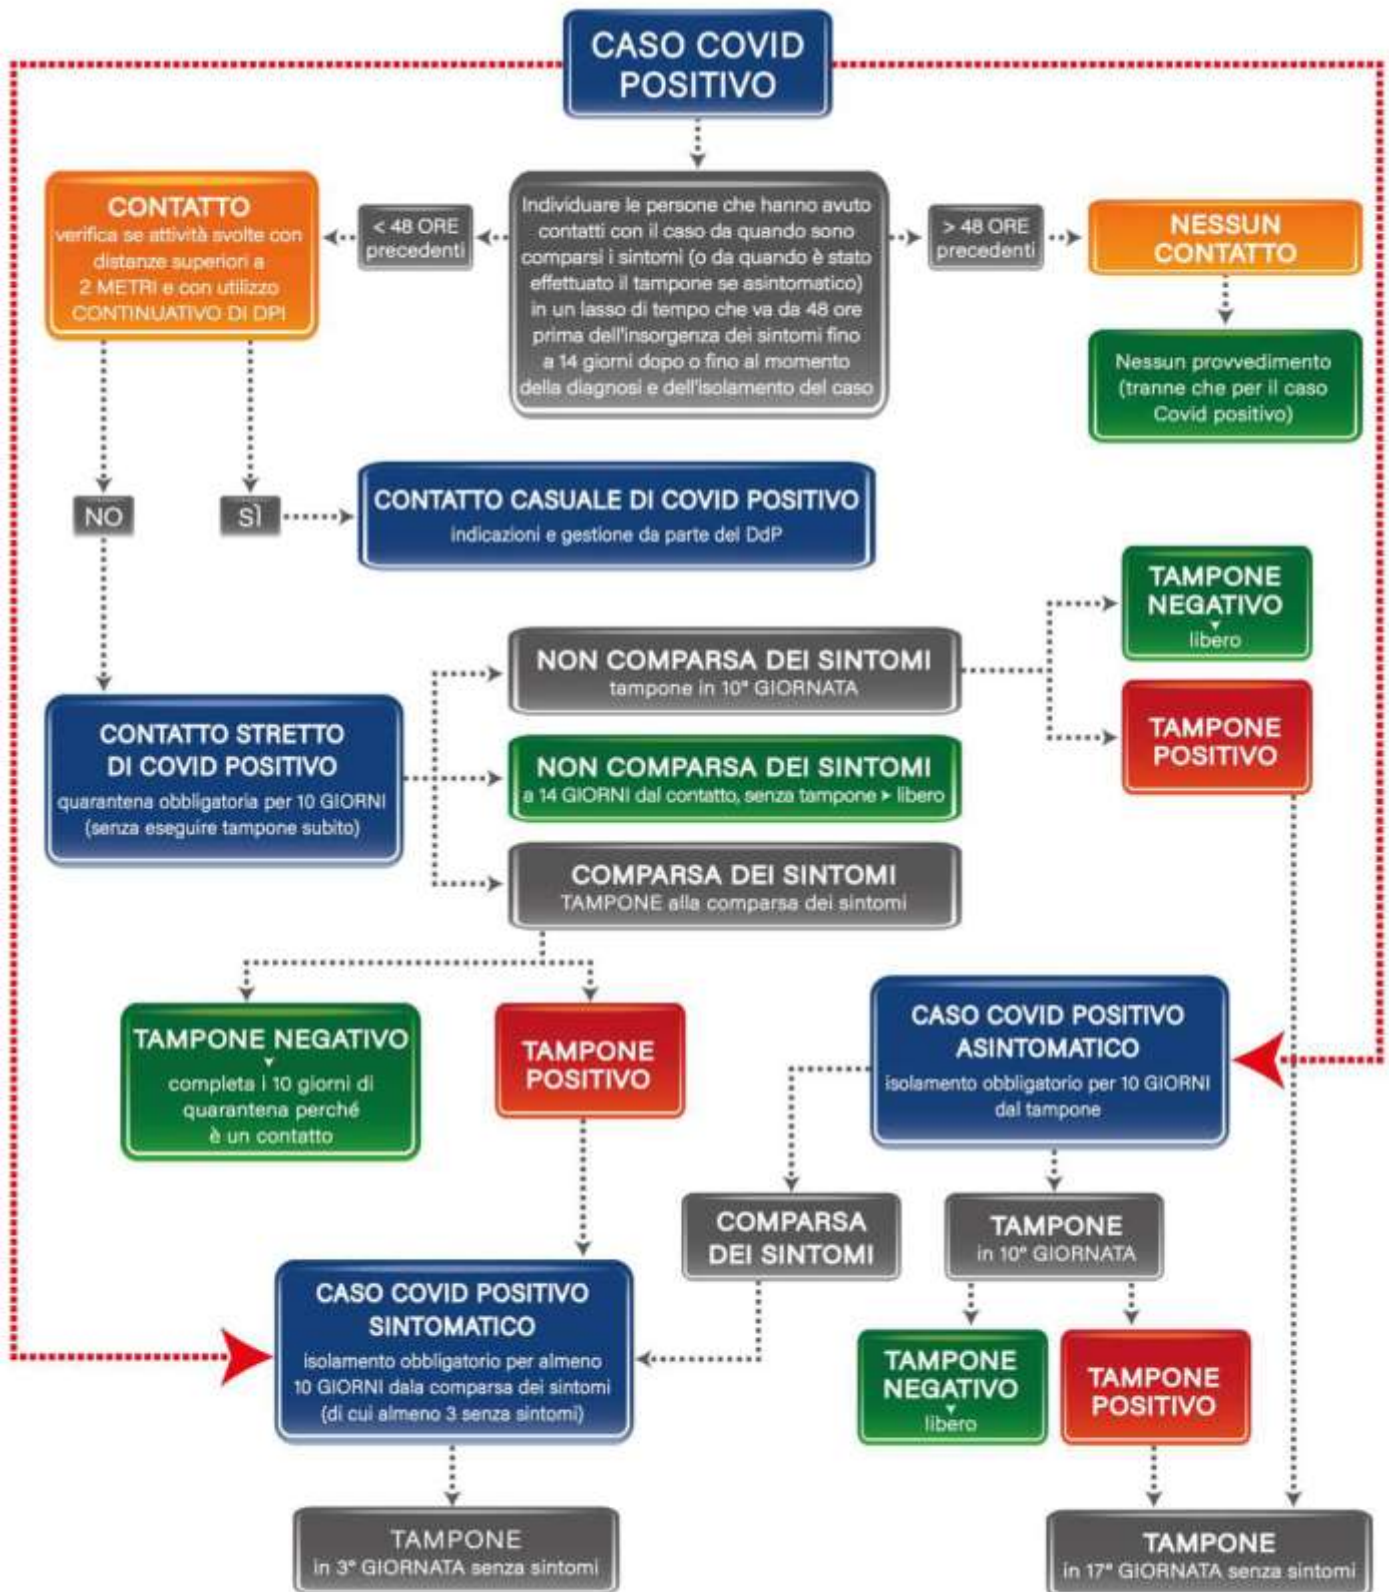 CASO COVID
POSITIVO
CONTATTO
verifica se attività svolte con
distanze superiori a
2 METRI e con utilizzo
CONTINUATIVO DI DPI
< 48 ORE
precedenti
Individuare le persone che hanno avuto
contatti con il caso da quando sono
comparsi i sintomi (o da quando è stato
effettuato il tampone se asintomatico)
in un lasso di tempo che va da 48 ore
prima dell'insorgenza dei sintomi fino
a 14 giorni dopo o fino al momento
della diagnosi e dell'isolamento del caso
> 48 ORE
precedenti
NESSUN
CONTATTO
Nessun provvedimento
(tranne che per il caso
Covid positivo)
NO
SÌ
CONTATTO CASUALE DI COVID POSITIVO
indicazioni e gestione da parte del DdP
CONTATTO STRETTO
DI COVID POSITIVO
quarantena obbligatoria per 10 GIORNI
(senza eseguire tampone subito)
NON COMPARSA DEI SINTOMI
tampone in 10ª GIORNATA
TAMPONE
NEGATIVO
libero
TAMPONE
POSITIVO
NON COMPARSA DEI SINTOMI
a 14 GIORNI dal contatto, senza tampone ➤ libero
COMPARSA DEI SINTOMI
TAMPONE alla comparsa dei sintomi
TAMPONE NEGATIVO
completa i 10 giorni di
quarantena perché
è un contatto
TAMPONE
POSITIVO
CASO COVID POSITIVO
ASINTOMATICO
isolamento obbligatorio per 10 GIORNI
dal tampone
COMPARSA
DEI SINTOMI
TAMPONE
in 10ª GIORNATA
CASO COVID POSITIVO
SINTOMATICO
isolamento obbligatorio per almeno
10 GIORNI dala comparsa dei sintomi
(di cui almeno 3 senza sintomi)
TAMPONE
NEGATIVO
libero
TAMPONE
POSITIVO
TAMPONE
in 3ª GIORNATA senza sintomi
TAMPONE
in 17ª GIORNATA senza sintomi